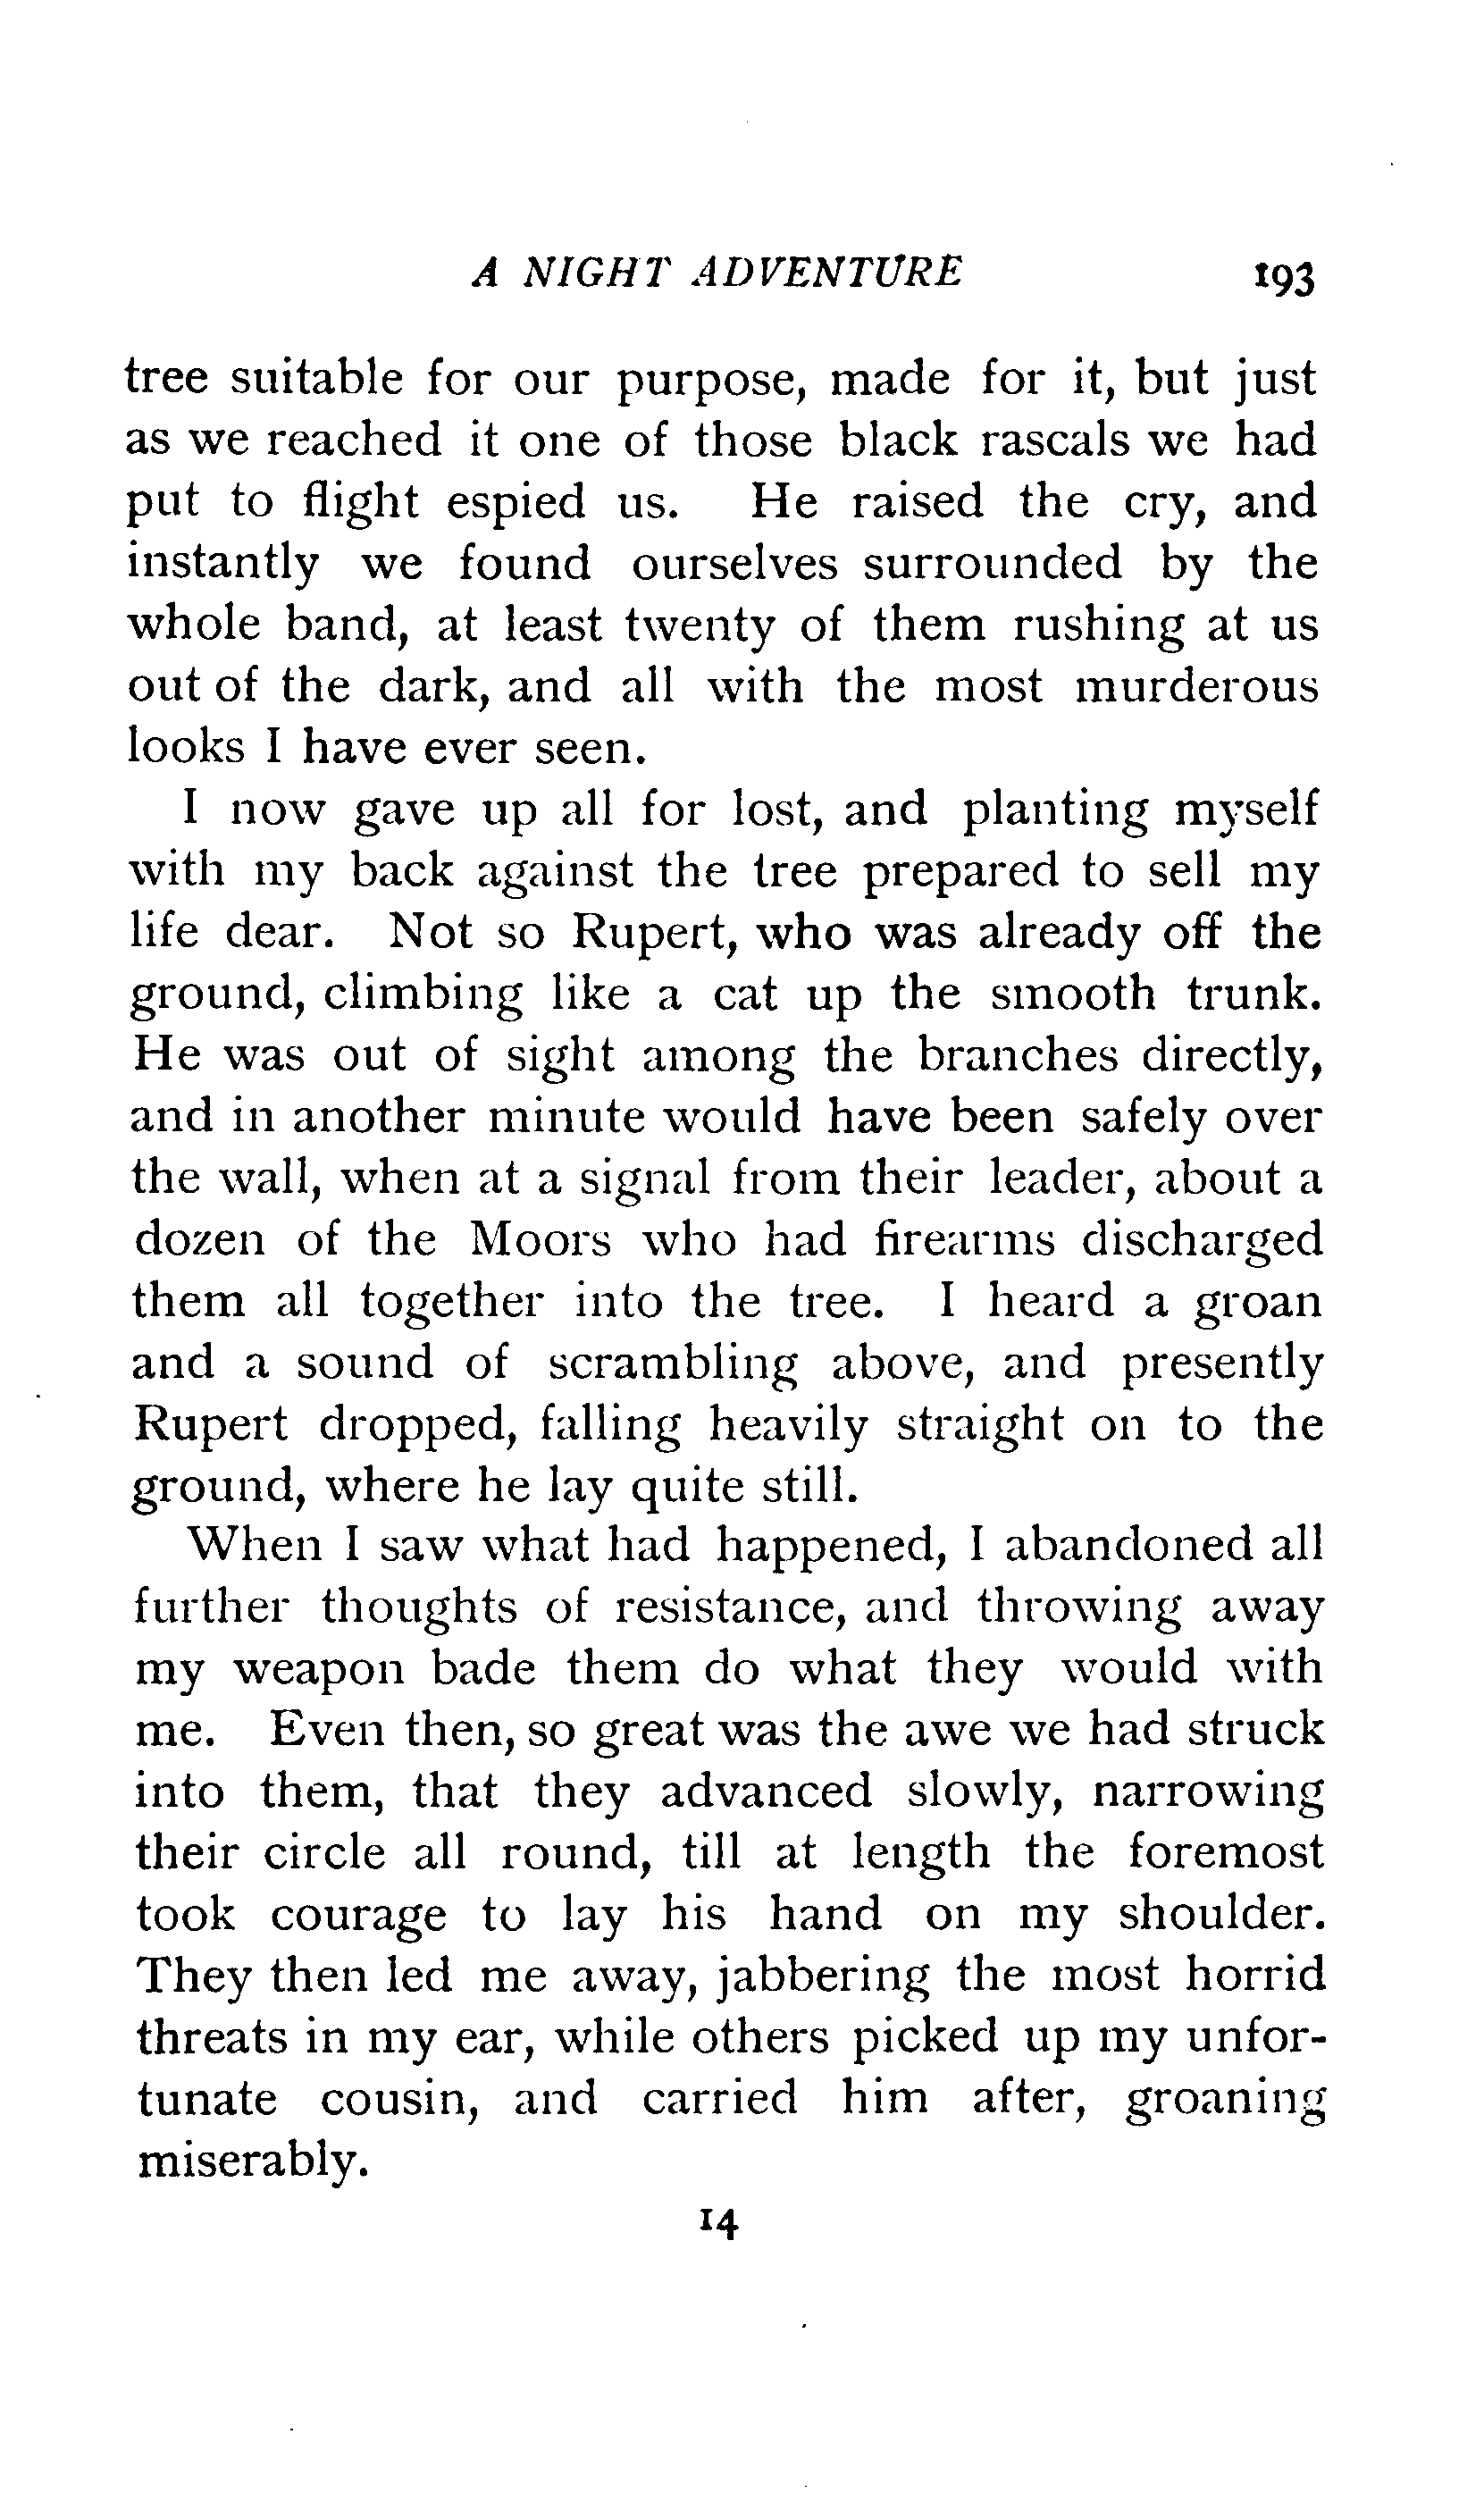 A NIGHT ADVENTURE 193
tree suitable for our purpose, made for it, but just
as we reached it one of those black rascals we had
put to flight espied us. He raised the cry, and
instantly we found ourselves surrounded by the
whole band, at least twenty of them rushing at us
out of the dark, and all with the most murderous
looks I have ever seen.
I now gave up all for lost, and planting myself
with my back against the tree prepared to sell my
life dear. Not so Rupert, who was already off the
ground, climbing like a cat up the smooth trunk.
He was out of sight among the branches directly,
and in another minute would have been safely over
the wall, when at a signal from their leader, about a
dozen of the Moors who had firearms discharged
them all together into the tree. I heard a groan
and a sound of scrambling above, and presently
Rupert dropped, falling heavily straight on to the
ground, where he lay quite still.
When I saw what had happened, I abandoned all
further thoughts of resistance, and throwing away
my weapon bade them do what they would with
me. Even then, so great was the awe we had struck
into them, that they advanced slowly, narrowing
their circle all round, till at length the foremost
took courage to lay his hand on my shoulder.
They then led me away, jabbering the most horrid
threats in my ear, while others picked up my unfor-
tunate cousin, and carried him after, groaning
miserably.
14